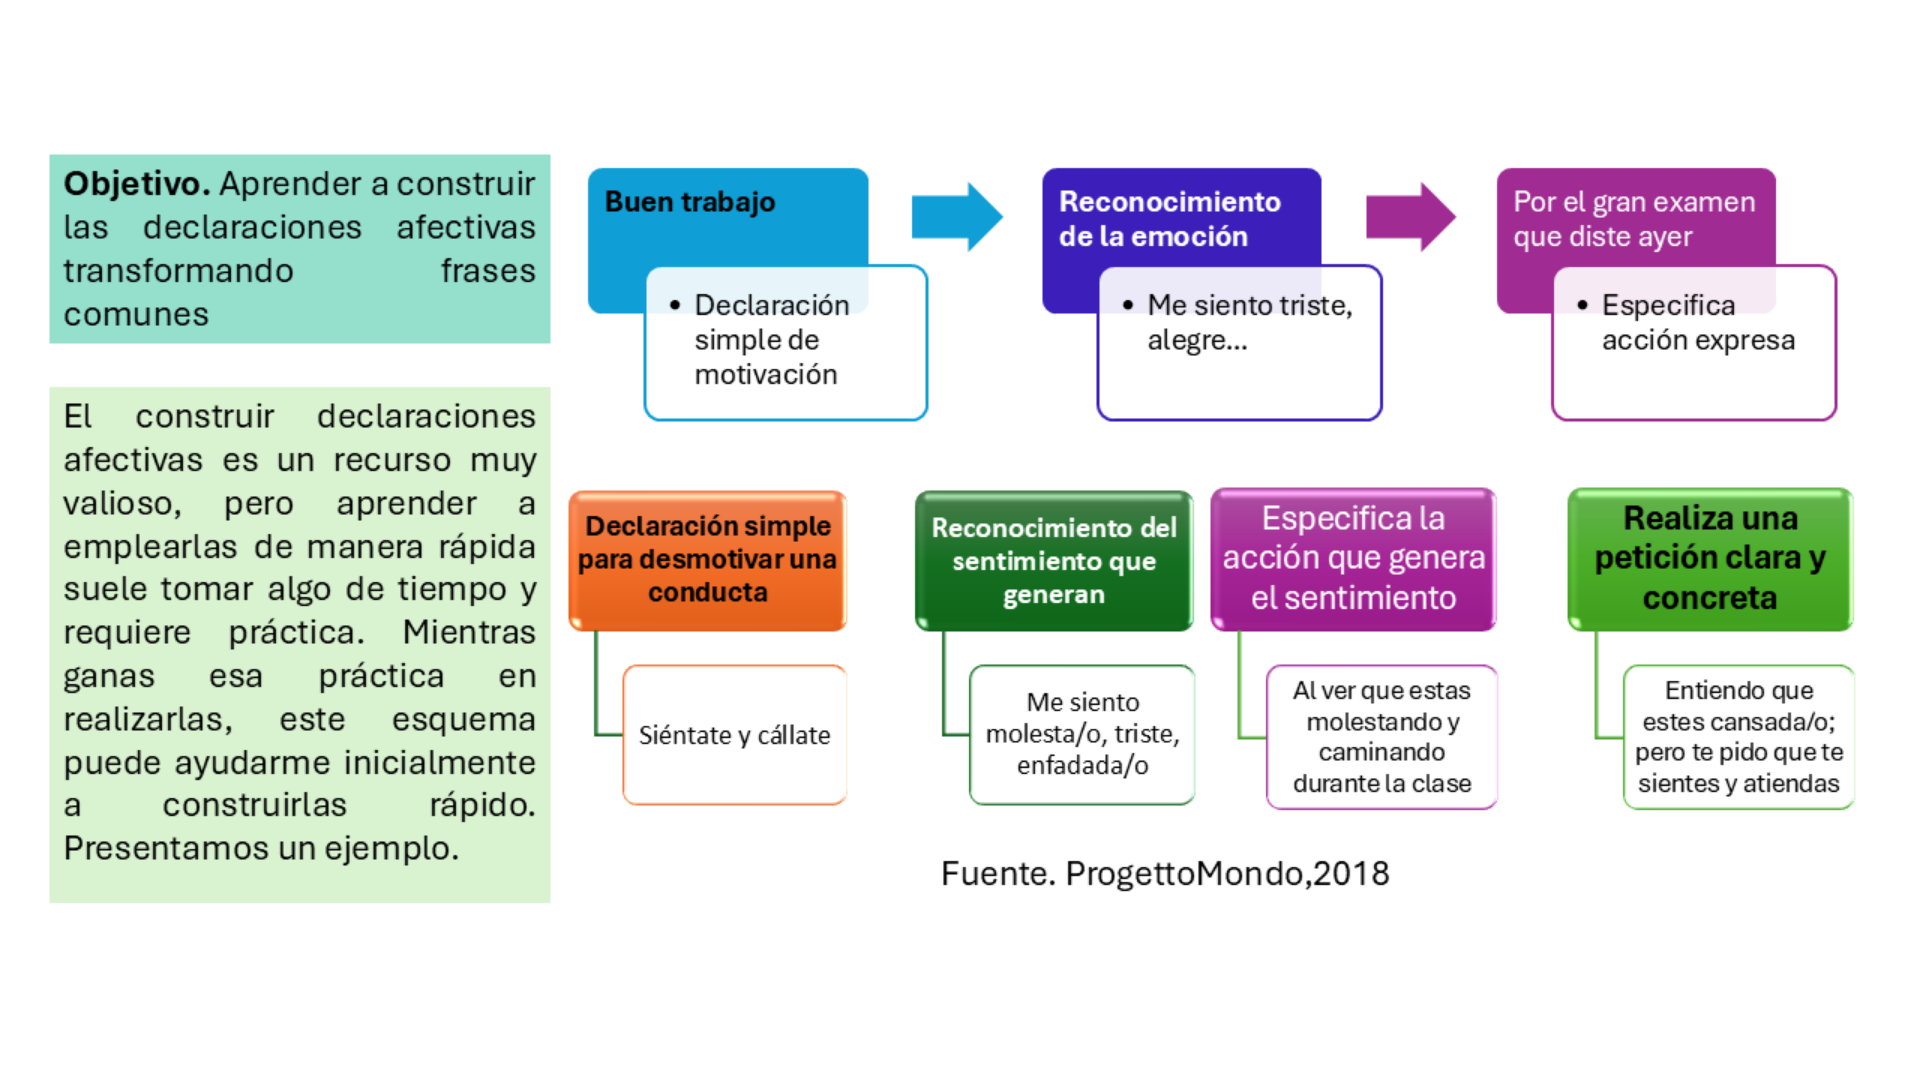 Objetivo. Aprender a construir
las declaraciones afectivas
transformando frases
comunes
El construir declaraciones
afectivas es un recurso muy
valioso, pero aprender a
emplearlas de manera rápida
suele tomar algo de tiempo y
requiere práctica. Mientras
ganas esa práctica en
realizarlas, este esquema
puede ayudarme inicialmente
a construirlas rápido.
Presentamos un ejemplo.
Buen trabajo
• Declaración
simple de
motivación
Reconocimiento
de la emoción
• Me siento triste,
alegre...
Por el gran examen
que diste ayer
• Especifica
acción expresa
Declaración simple
para desmotivar una
conducta
Siéntate y cállate
Reconocimiento del
sentimiento que
generan
Me siento
molesta/o, triste,
enfadada/o
Especifica la
acción que genera
el sentimiento
Al ver que estas
molestando y
caminando
durante la clase
Realiza una
petición clara y
concreta
Entiendo que
estes cansada/o;
pero te pido que te
sientes y atiendas
Fuente. ProgettoMondo,2018